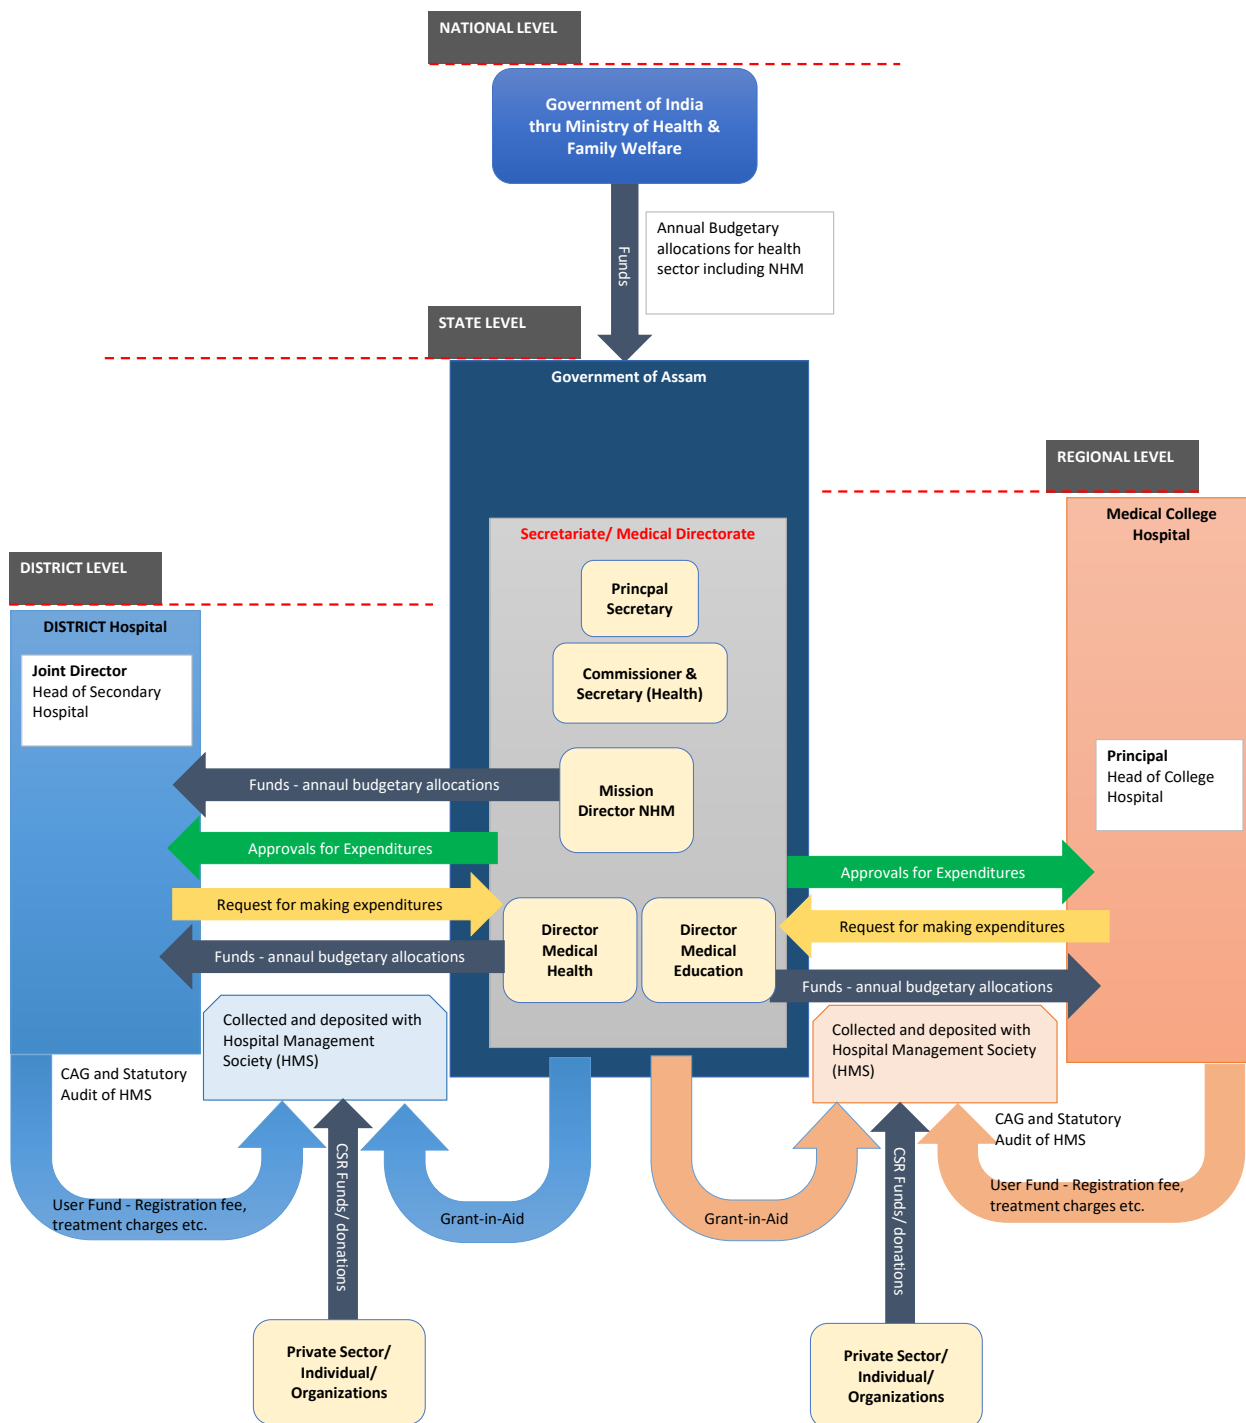 NATIONAL LEVEL
Government of India
thru Ministry of Health &
Family Welfare
Funds
Annual Budgetary
allocations for health
sector including NHM
STATE LEVEL
Government of Assam
REGIONAL LEVEL
Medical College
Hospital
Secretariate/ Medical Directorate
DISTRICT LEVEL
Princpal
Secretary
DISTRICT Hospital
Joint Director
Head of Secondary
Hospital
Commissioner &
Secretary (Health)
Principal
Head of College
Hospital
Funds - annaul budgetary allocations
Mission
Director NHM
Approvals for Expenditures
Approvals for Expenditures
Request for making expenditures
Request for making expenditures
Director
Medical
Health
Director
Medical
Education
Funds - annaul budgetary allocations
Funds - annual budgetary allocations
Collected and deposited with
Hospital Management
Society (HMS)
Collected and deposited with
Hospital Management Society
(HMS)
CAG and Statutory
Audit of HMS
CAG and Statutory
Audit of HMS
User Fund - Registration fee,
treatment charges etc.
CSR Funds/ donations
Grant-in-Aid
Grant-in-Aid
CSR Funds/ donations
User Fund - Registration fee,
treatment charges etc.
Private Sector/
Individual/
Organizations
Private Sector/
Individual/
Organizations